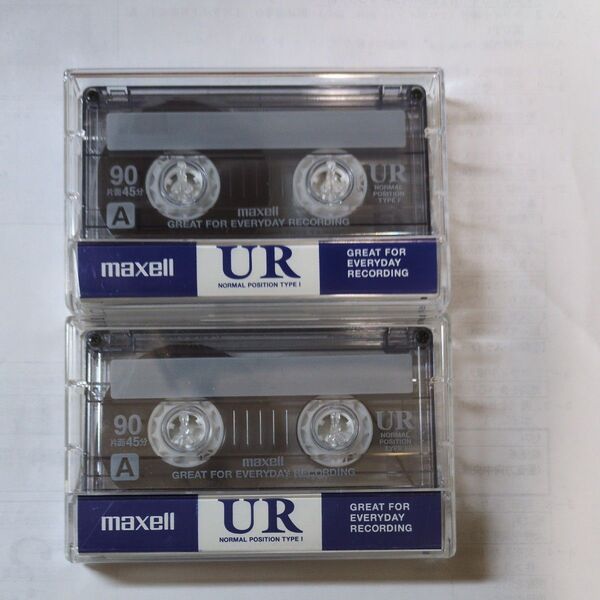 90
片面45分
A
UR
NORMAL
POSITION
TYPE I
maxell
GREAT FOR EVERYDAY RECORDING
maxell
UR
NORMAL POSITION TYPE I
GREAT FOR
EVERYDAY
RECORDING
90
片面45分
A
UR
NORMAL
POSITION
TYPE I
maxell
GREAT FOR EVERYDAY RECORDING
maxell
UR
NORMAL POSITION TYPE I
GREAT FOR
EVERYDAY
RECORDING